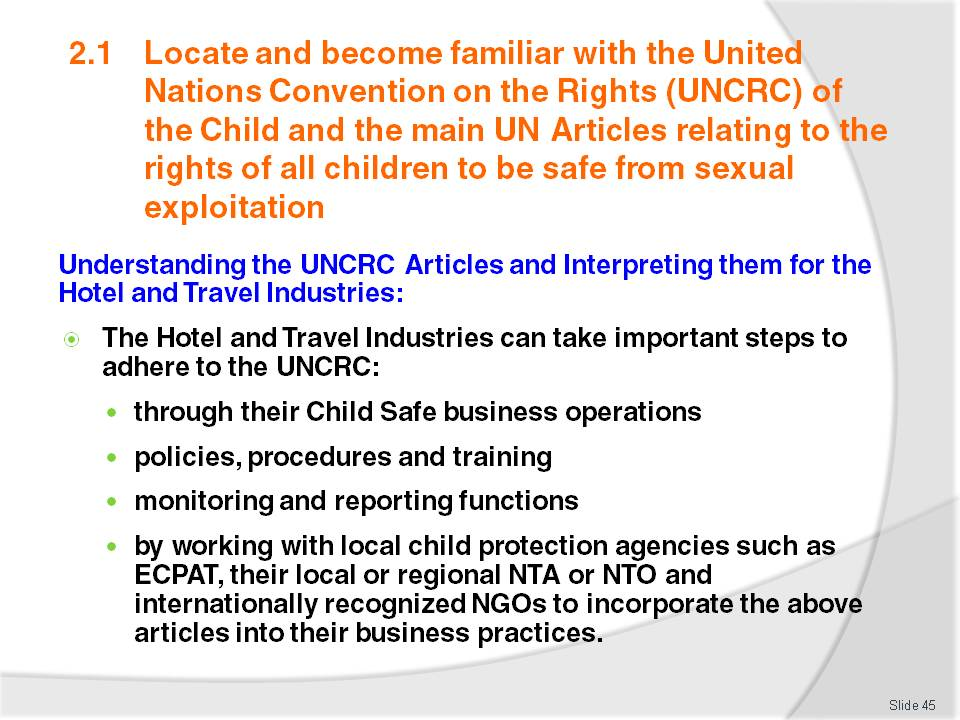 2.1 Locate and become familiar with the United
Nations Convention on the Rights (UNCRC) of
the Child and the main UN Articles relating to the
rights of all children to be safe from sexual
exploitation
Understanding the UNCRC Articles and Interpreting them for the
Hotel and Travel Industries:
The Hotel and Travel Industries can take important steps to
adhere to the UNCRC:
through their Child Safe business operations
policies, procedures and training
monitoring and reporting functions
by working with local child protection agencies such as
ECPAT, their local or regional NTA or NTO and
internationally recognized NGOs to incorporate the above
articles into their business practices.
Slide 45